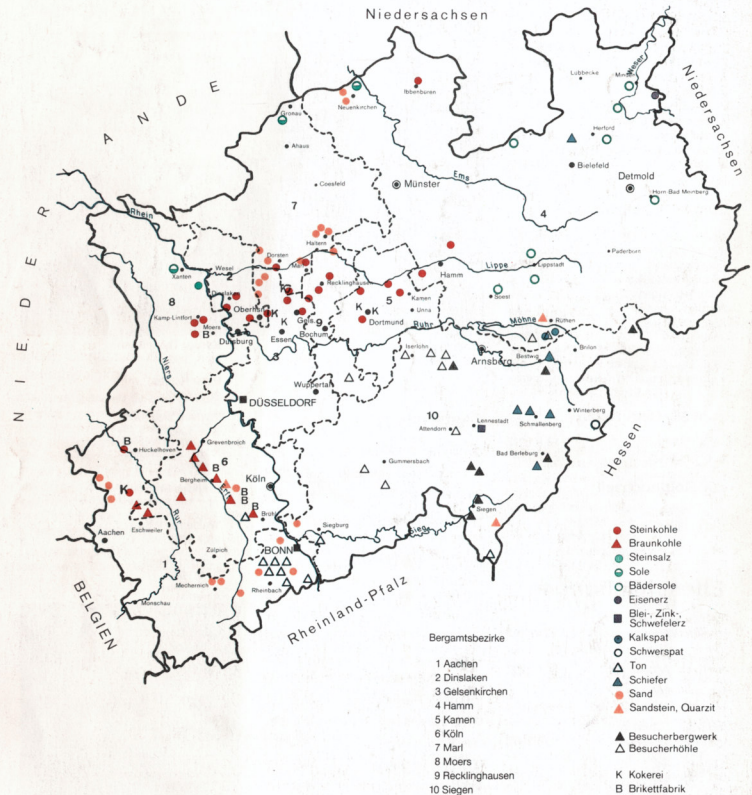 Niedersachsen
Niedersachsen
NIEDERLANDE
BELGIEN
Rheinland-Pfalz
Hessen
Ibbenbüren
Neuenkirchen
Gronau
Ahaus
Coesfeld
7
Münster
Ems
4
Lübbecke
Weser
Herford
Bielefeld
Detmold
Horn Bad Meinberg
Paderborn
Rhein
Xanten
Wesel
2
Dorsten
Haltern
Recklinghausen
Lippe
Hamm
Lippstadt
Soest
8
Kamp-Lintfort
Moers
B
Duisburg
K
K
K
Essen
3
Gels.
9
Bochum
5
K K
Dortmund
Kamen
Unna
Ruhr
Möhne
Rüthen
Brilon
Bestwig
Arnsberg
Iserlohn
Niers
Wuppertal
DÜSSELDORF
10
Attendorn
Lennestadt
Schmallenberg
Winterberg
Bad Berleburg
Gummersbach
B
Hückelhoven
Grevenbroich
6
Bergheim
B
B
B
B
Köln
Brühl
K
Eschweiler
Aachen
Rur
1
Zülpich
Mechernich
Monschau
BONN
Rheinbach
Siegburg
Sieg
Siegen
Bergamtsbezirke
1 Aachen
2 Dinslaken
3 Gelsenkirchen
4 Hamm
5 Kamen
6 Köln
7 Marl
8 Moers
9 Recklinghausen
10 Siegen
Steinkohle
Braunkohle
Steinsalz
Sole
Bädersole
Eisenerz
Blei-, Zink-,
Schwefelerz
Kalkspat
Schwerspat
Ton
Schiefer
Sand
Sandstein, Quarzit
Besucherbergwerk
Besucherhöhle
K Kokerei
B Brikettfabrik